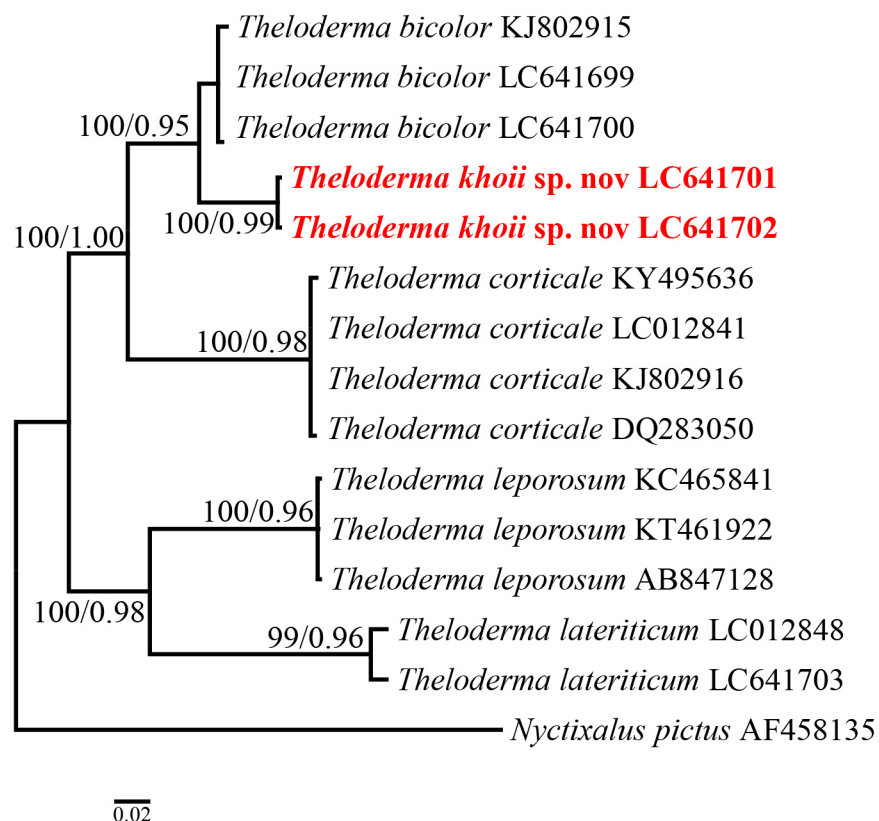 Theloderma bicolor KJ802915
Theloderma bicolor LC641699
100/0.95
Theloderma bicolor LC641700
Theloderma khoii sp. nov LC641701
100/0.99
Theloderma khoii sp. nov LC641702
100/1.00
Theloderma corticale KY495636
Theloderma corticale LC012841
100/0.98
Theloderma corticale KJ802916
Theloderma corticale DQ283050
Theloderma leporosum KC465841
100/0.96
Theloderma leporosum KT461922
Theloderma leporosum AB847128
100/0.98
Theloderma lateriticum LC012848
99/0.96
Theloderma lateriticum LC641703
Nyctixalus pictus AF458135
0.02